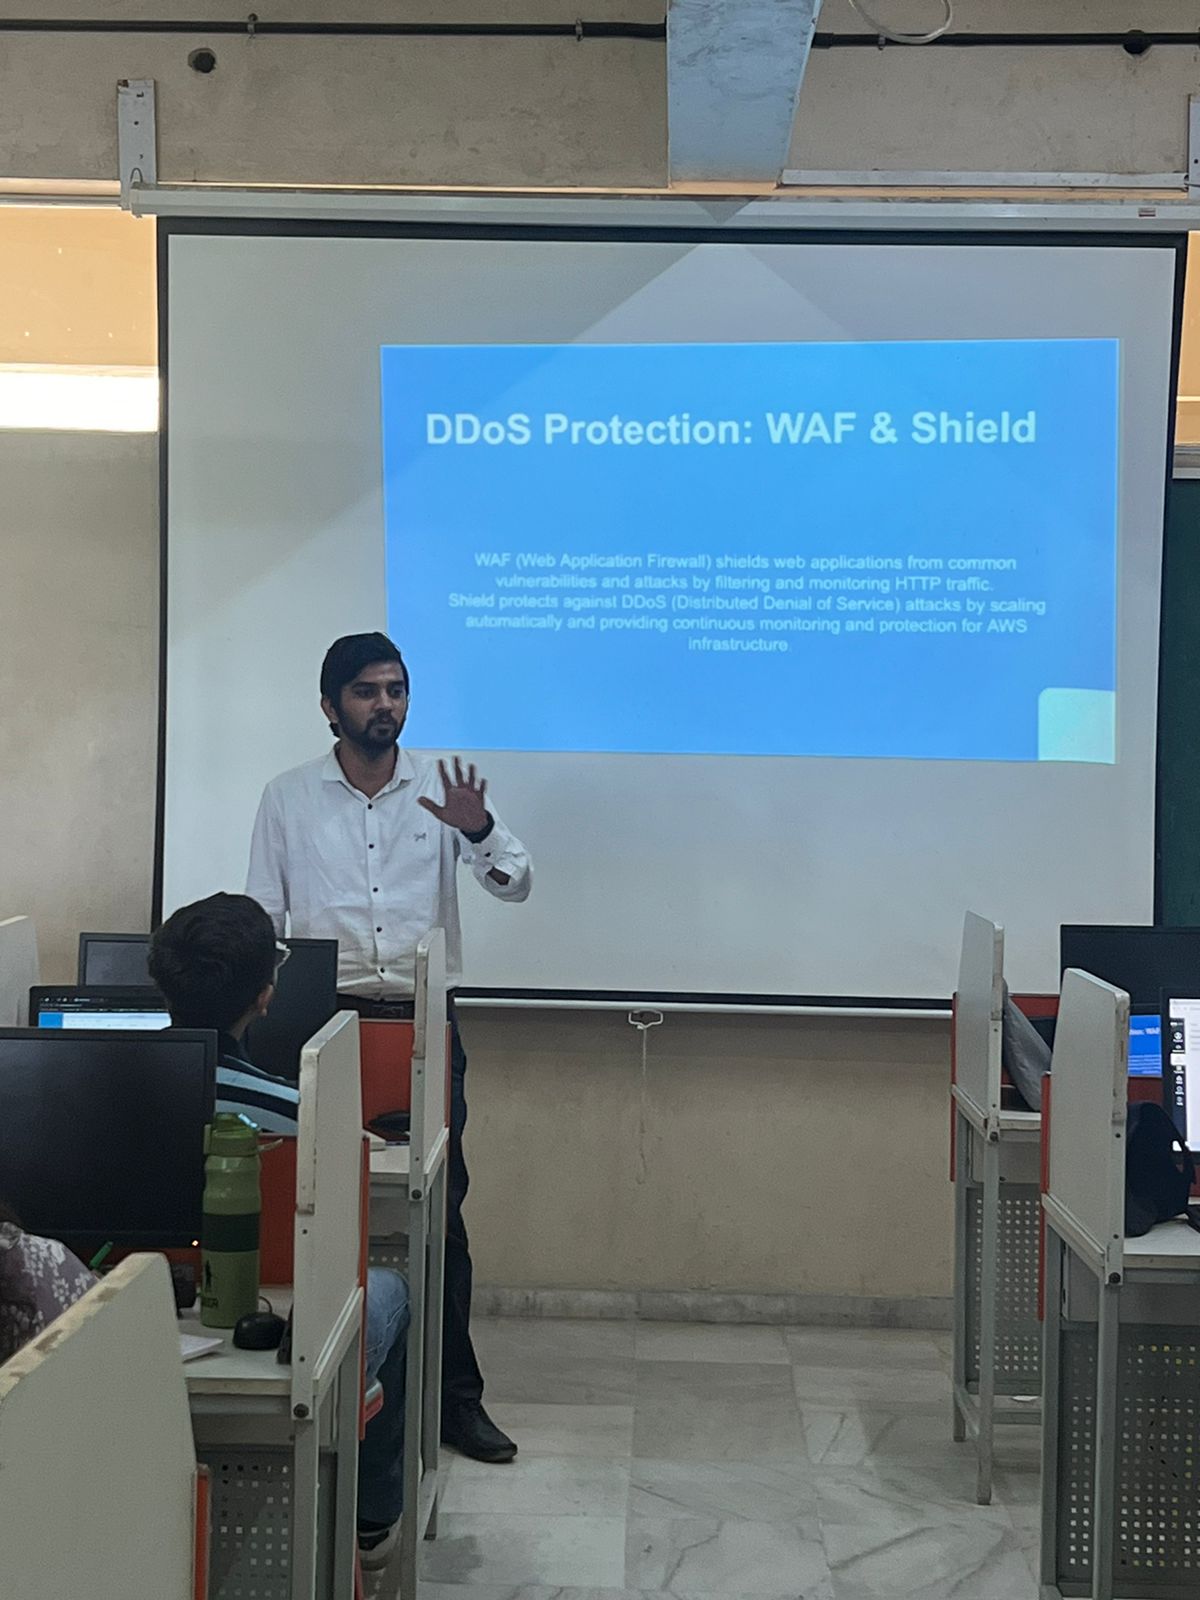 DDoS Protection: WAF & Shield
WAF (Web Application Firewall) shields web applications from common
vulnerabilities and attacks by filtering and monitoring HTTP traffic.
Shield protects against DDoS (Distributed Denial of Service) attacks by scaling
automatically and providing continuous monitoring and protection for AWS
infrastructure.